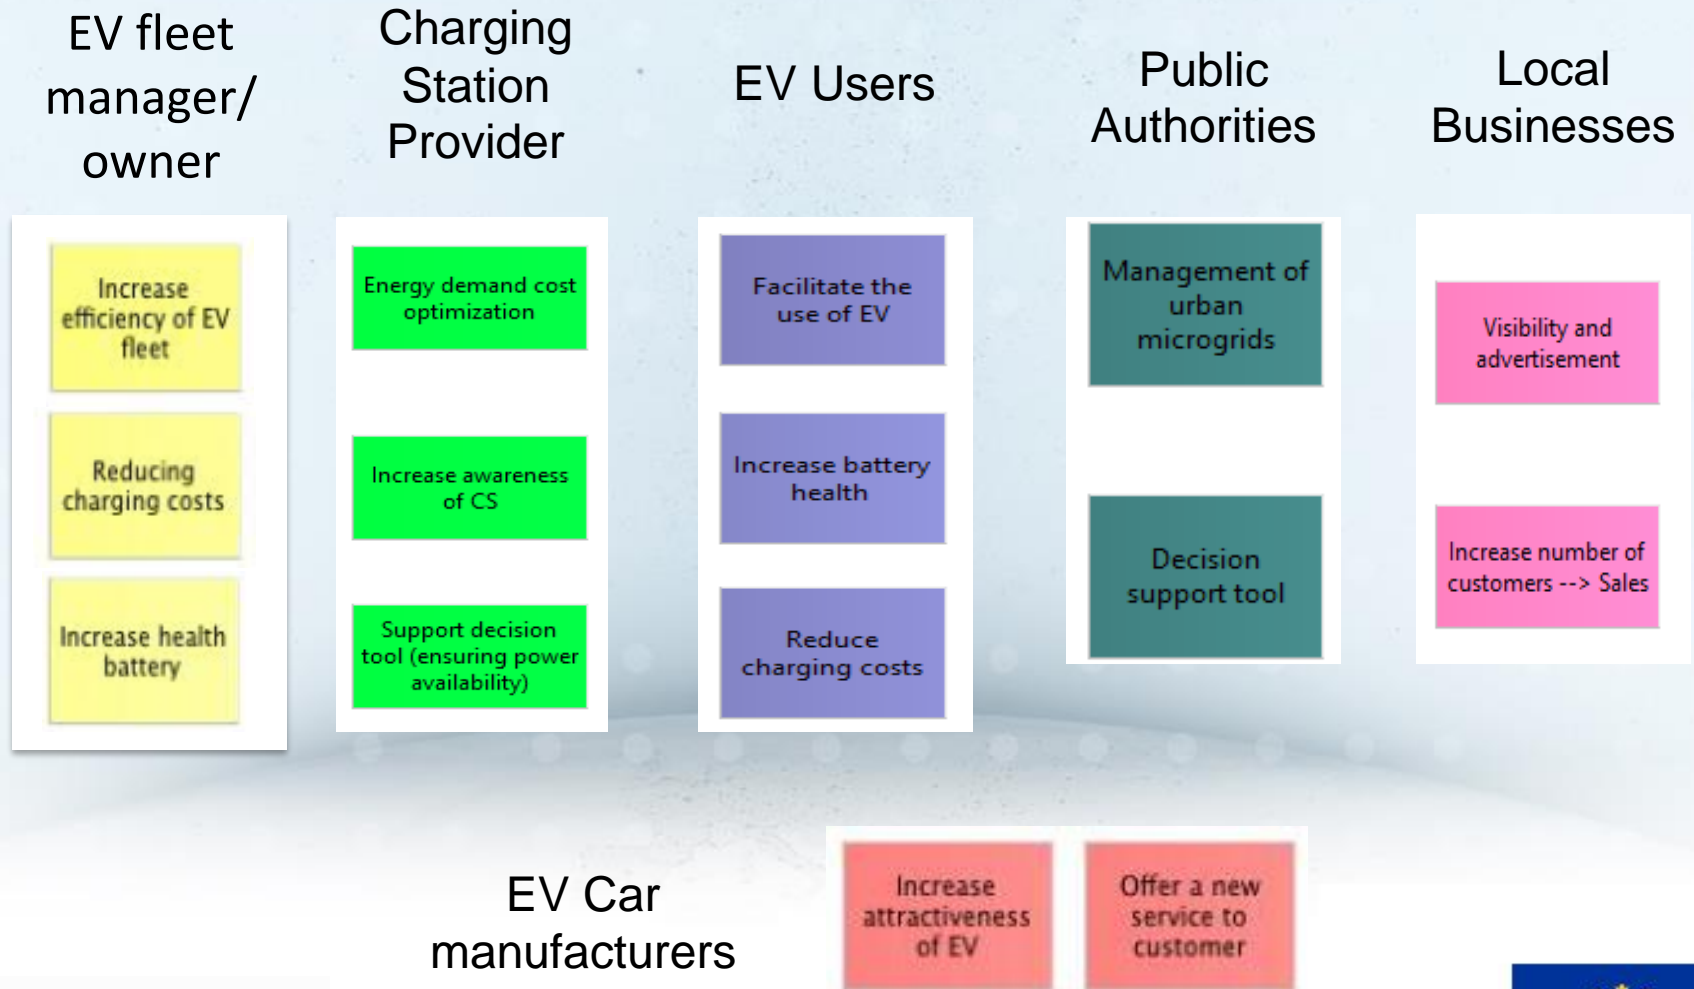 EV fleet
manager/
owner
Charging
Station
Provider
EV Users
Public
Authorities
Local
Businesses
Increase
efficiency of EV
fleet
Reducing
charging costs
Increase health
battery
Energy demand cost
optimization
Increase awareness
of CS
Support decision
tool (ensuring power
availability)
Facilitate the
use of EV
Increase battery
health
Reduce
charging costs
Management of
urban
microgrids
Decision
support tool
Visibility and
advertisement
Increase number of
customers --> Sales
EV Car
manufacturers
Increase
attractiveness
of EV
Offer a new
service to
customer